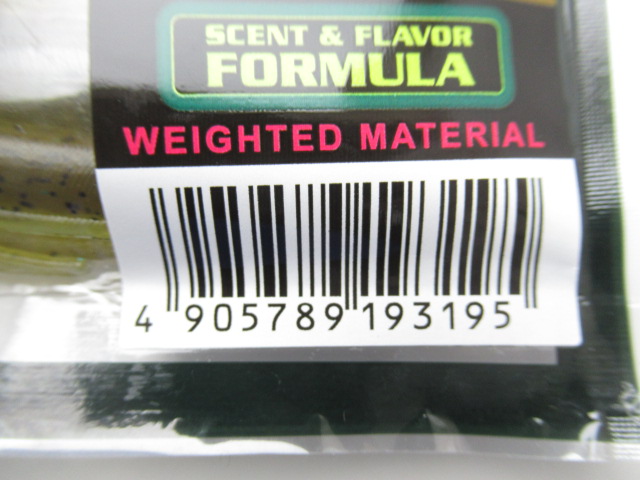 SCENT & FLAVOR
FORMULA
WEIGHTED MATERIAL
4 905789 193195